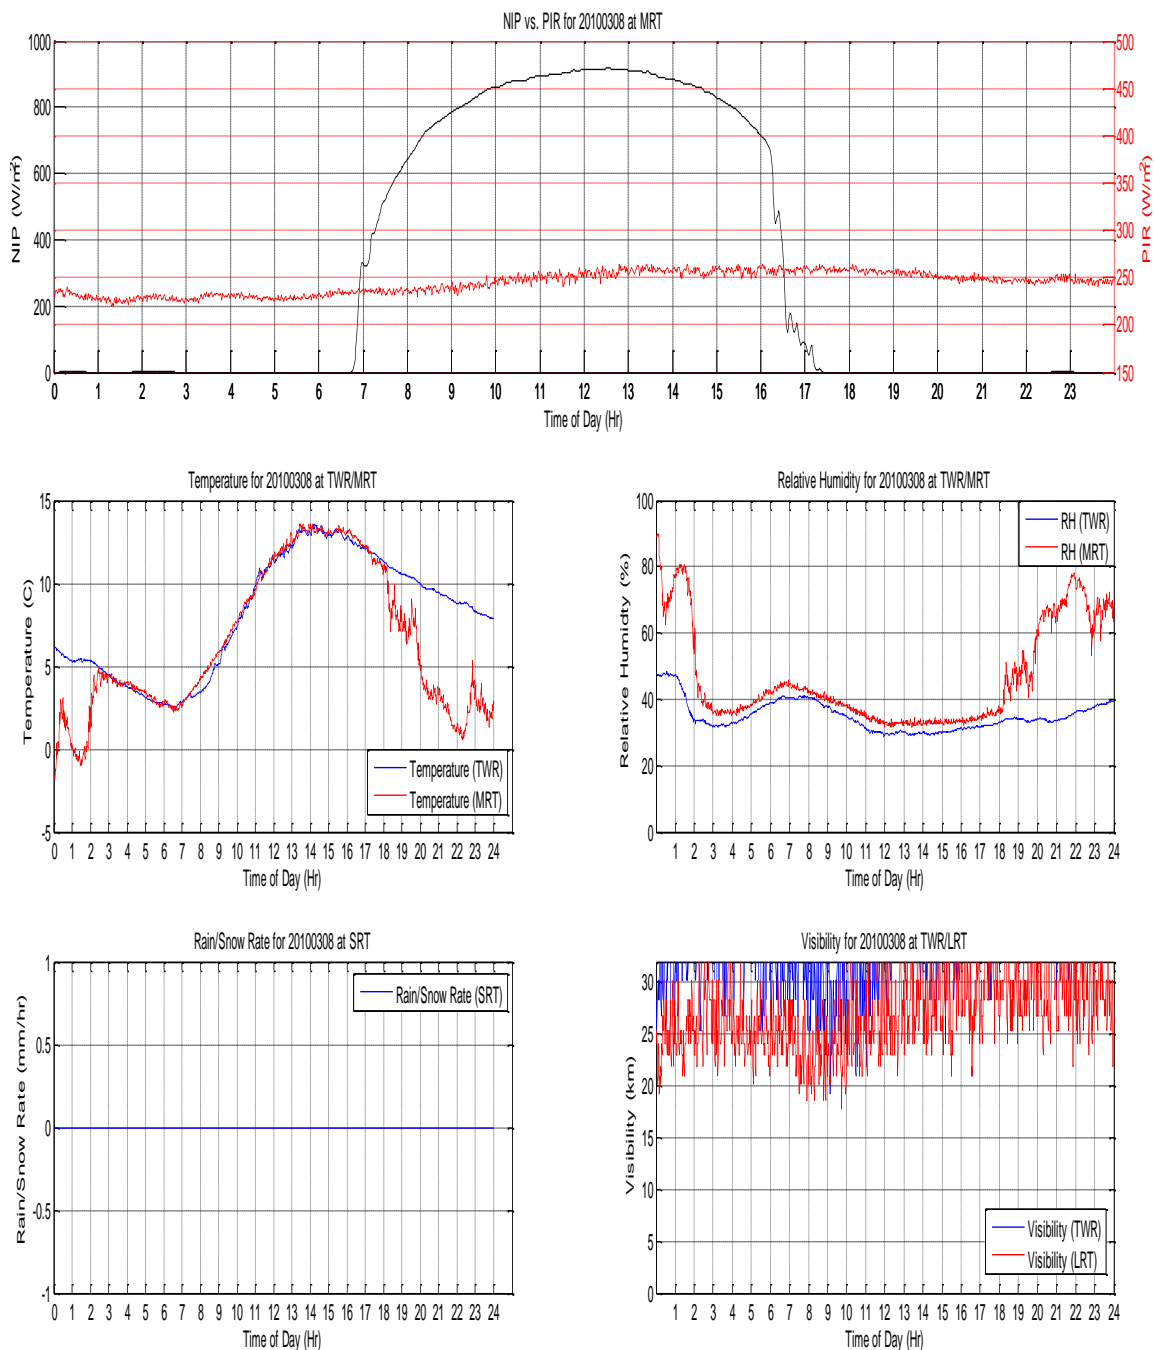 NIP vs. PIR for 20100308 at MRT
1000
800
600
400
200
0
NIP (W/m²)
500
450
400
350
300
250
200
150
PIR (W/m²)
0 1 2 3 4 5 6 7 8 9 10 11 12 13 14 15 16 17 18 19 20 21 22 23
Time of Day (Hr)
Temperature for 20100308 at TWR/MRT
15
10
5
0
-5
Temperature (C)
Temperature (TWR)
Temperature (MRT)
0 1 2 3 4 5 6 7 8 9 10 11 12 13 14 15 16 17 18 19 20 21 22 23 24
Time of Day (Hr)
Relative Humidity for 20100308 at TWR/MRT
100
80
60
40
20
0
Relative Humidty (%)
RH (TWR)
RH (MRT)
1 2 3 4 5 6 7 8 9 10 11 12 13 14 15 16 17 18 19 20 21 22 23 24
Time of Day (Hr)
Rain/Snow Rate for 20100308 at SRT
1
0.5
0
-0.5
-1
Rain/Snow Rate (mm/hr)
Rain/Snow Rate (SRT)
0 1 2 3 4 5 6 7 8 9 10 11 12 13 14 15 16 17 18 19 20 21 22 23 24
Time of Day (Hr)
Visibility for 20100308 at TWR/LRT
30
25
20
15
10
5
0
Visibility (km)
Visibility (TWR)
Visibility (LRT)
1 2 3 4 5 6 7 8 9 10 11 12 13 14 15 16 17 18 19 20 21 22 23 24
Time of Day (Hr)